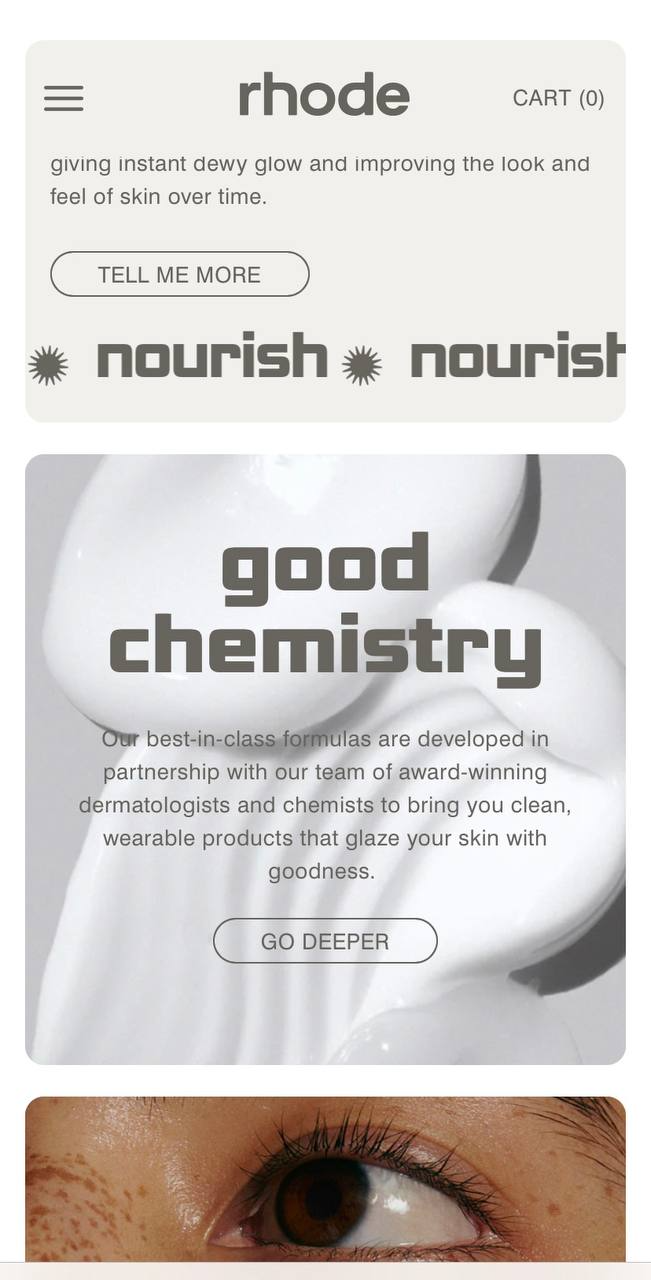 rhode
CART (0)
giving instant dewy glow and improving the look and
feel of skin over time.
TELL ME MORE
nourish nourish
good
chemistry
Our best-in-class formulas are developed in
partnership with our team of award-winning
dermatologists and chemists to bring you clean,
wearable products that glaze your skin with
goodness.
GO DEEPER